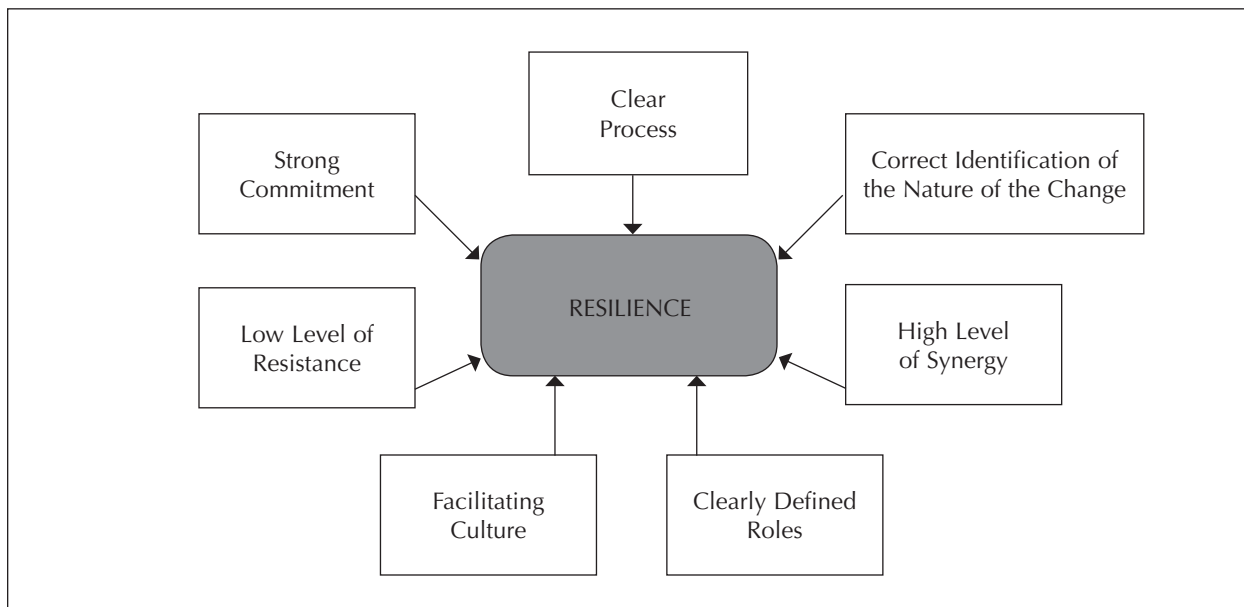 Clear
Process
Strong
Commitment
Correct Identification of
the Nature of the Change
RESILIENCE
Low Level of
Resistance
High Level
of Synergy
Facilitating
Culture
Clearly Defined
Roles